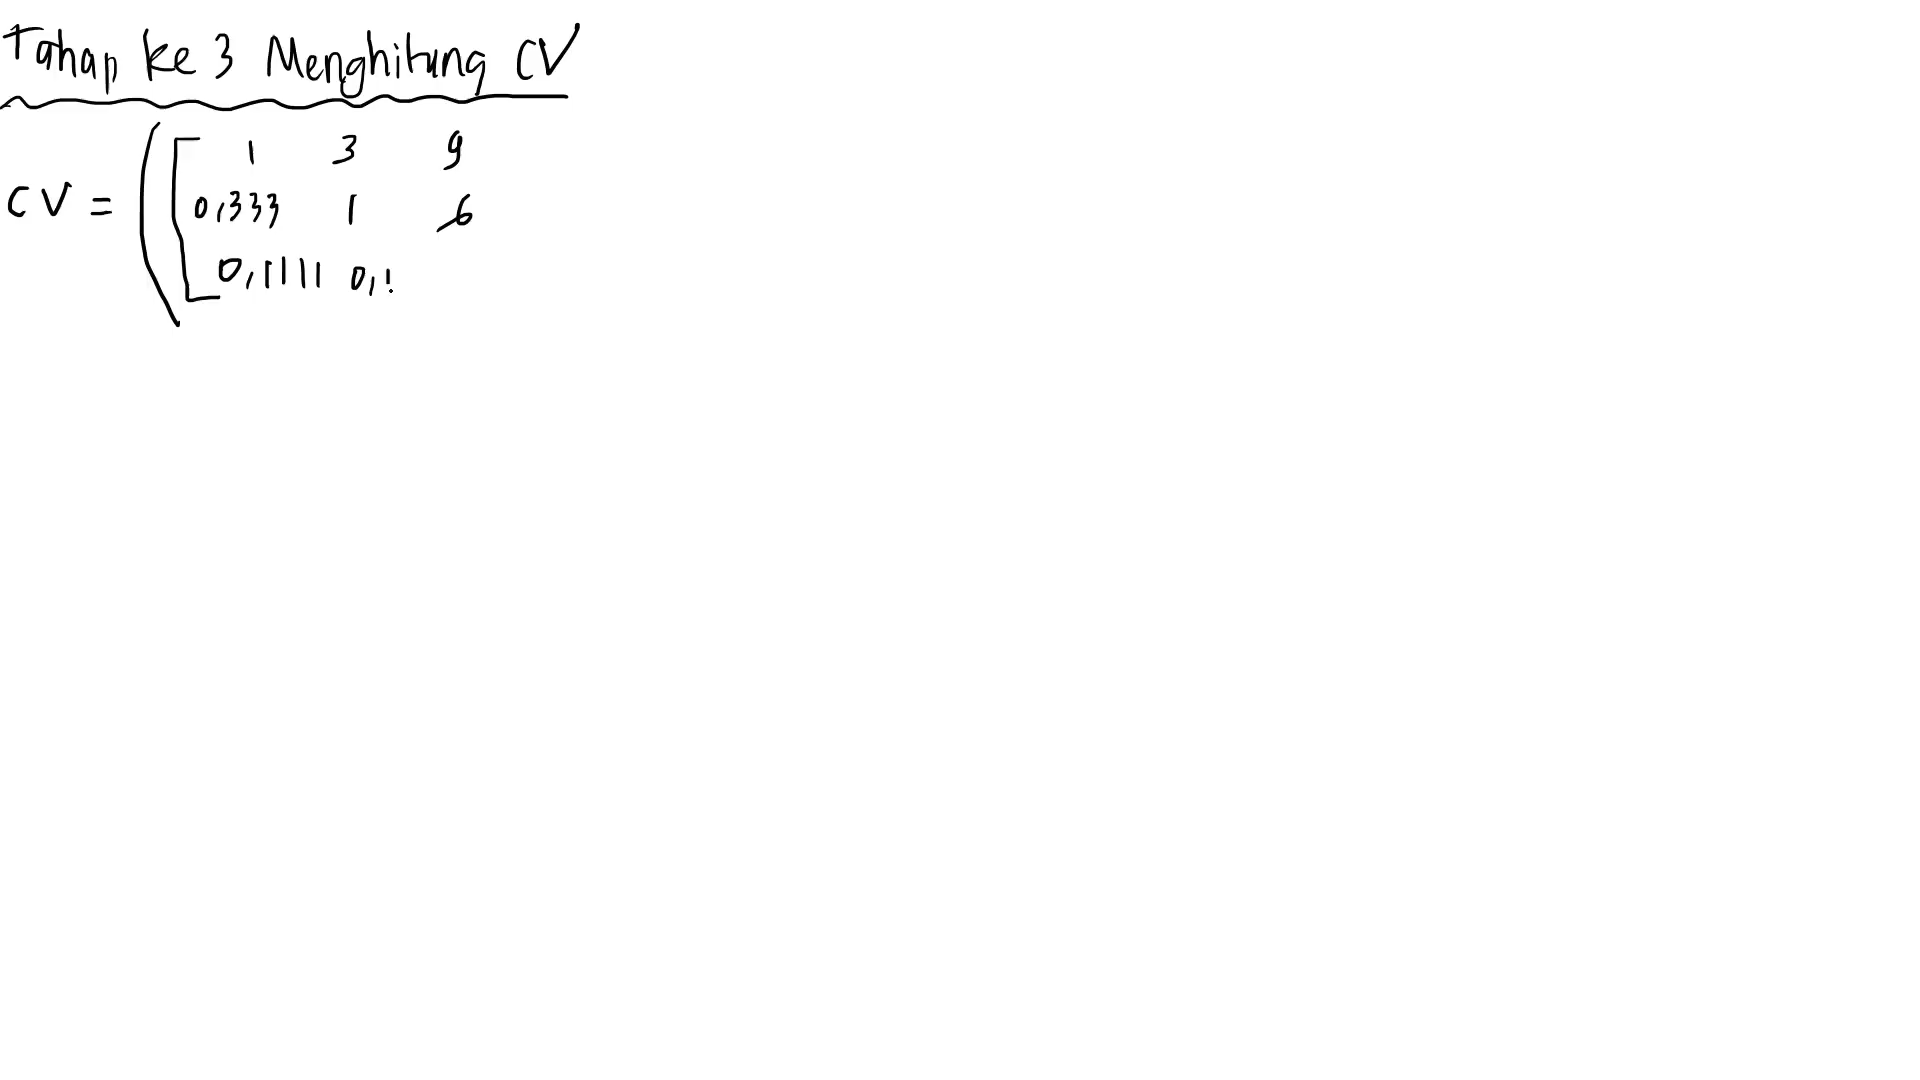 Tahap ke 3 Menghitung CV
1 3 9
CV = ([ 0,333 1 6
0,1111 0,1